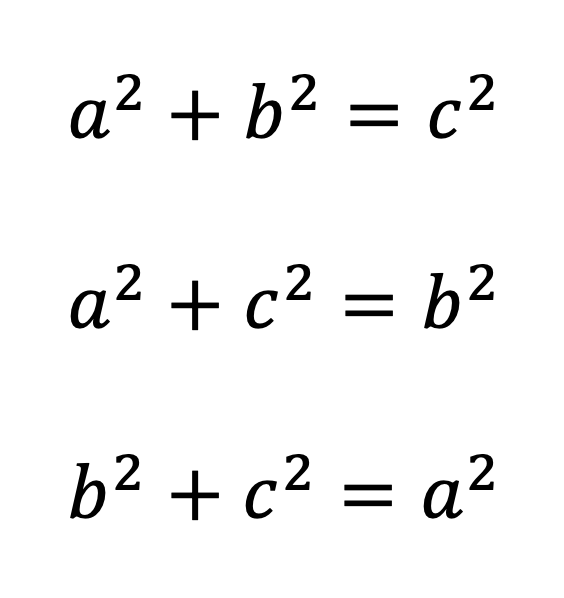 a² + b² = c²
a² + c² = b²
b² + c² = a²